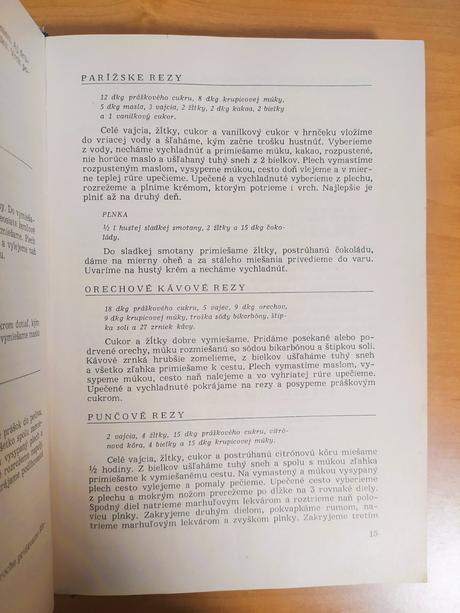 PARÍŽSKE REZY
12 dkg práškového cukru, 8 dkg krupicovej múky,
5 dkg masla, 3 vajcia, 2 žĺtky, 2 dkg kakaa, 2 bielky
a 1 vanilkový cukor.
Celé vajcia, žĺtky, cukor a vanilkový cukor v hrnčeku vložíme
do vriacej vody a šľaháme, kým začne trošku hustnúť. Vyberieme
z vody, necháme vychladnúť a primiešame múku, kakao, rozpustené,
nie horúce maslo a ušľahaný tuhý sneh z 2 bielkov. Plech vymastíme
rozpusteným maslom, vysypeme múkou, cesto doň vlejeme a v mier-
ne teplej rúre upečieme. Upečené a vychladnuté vyberieme z plechu,
rozrežeme a plníme krémom, ktorým potrieme i vrch. Najlepšie je
plniť až na druhý deň.
PLNKA
½ l hustej sladkej smotany, 2 žĺtky a 15 dkg čoko-
lády.
Do sladkej smotany primiešame žĺtky, postrúhanú čokoládu,
dáme na mierny oheň a za stáleho miešania privedieme do varu.
Uvaríme na hustý krém a necháme vychladnúť.
ORECHOVÉ KÁVOVÉ REZY
18 dkg práškového cukru, 5 vajec, 9 dkg orechov,
9 dkg krupicovej múky, troška sódy bikarbóny, štip-
ka soli a 27 zrniek kávy.
Cukor a žĺtky dobre vymiešame. Pridáme posekané alebo po-
drvené orechy, múku rozmiešanú so sódou bikarbónou a štipkou soli.
Kávové zrnká hrubšie zomelieme, z bielkov ušľaháme tuhý sneh
a všetko zľahka primiešame k cestu. Plech vymastíme maslom, vy-
sypeme múkou, cesto naň nalejeme a vo vyhriatej rúre upečieme.
Upečené a vychladnuté pokrájame na rezy a posypeme práškovým
cukrom.
PUNČOVÉ REZY
2 vajcia, 4 žĺtky, 15 dkg práškového cukru, citró-
nová kôra, 4 bielky a 15 dkg krupicovej múky.
Celé vajcia, žĺtky, cukor a postrúhanú citrónovú kôru miešame
½ hodiny. Z bielkov ušľaháme tuhý sneh a spolu s múkou zľahka
primiešame k vymiešanému cestu. Na vymastený a múkou vysypaný
plech cesto vylejeme a pomaly pečieme. Upečené cesto vyberieme
z plechu a mokrým nožom prerežeme po dĺžke na 3 rovnaké diely.
Spodný diel natrieme marhuľovým lekvárom a rozotrieme naň polo-
vicu plnky. Zakryjeme druhým dielom, pokvapkáme rumom, na-
trieme marhuľovým lekvárom a zvyškom plnky. Zakryjeme tretím
15